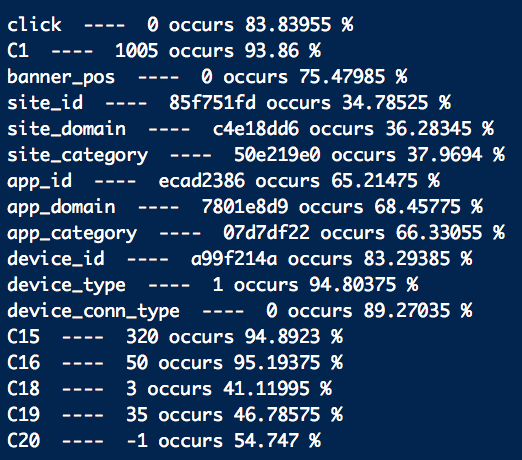 click  ----  0 occurs 83.83955 %
C1  ----  1005 occurs 93.86 %
banner_pos  ----  0 occurs 75.47985 %
site_id  ----  85f751fd occurs 34.78525 %
site_domain  ----  c4e18dd6 occurs 36.28345 %
site_category  ----  50e219e0 occurs 37.9694 %
app_id  ----  ecad2386 occurs 65.21475 %
app_domain  ----  7801e8d9 occurs 68.45775 %
app_category  ----  07d7df22 occurs 66.33055 %
device_id  ----  a99f214a occurs 83.29385 %
device_type  ----  1 occurs 94.80375 %
device_conn_type  ----  0 occurs 89.27035 %
C15  ----  320 occurs 94.8923 %
C16  ----  50 occurs 95.19375 %
C18  ----  3 occurs 41.11995 %
C19  ----  35 occurs 46.78575 %
C20  ----  -1 occurs 54.747 %